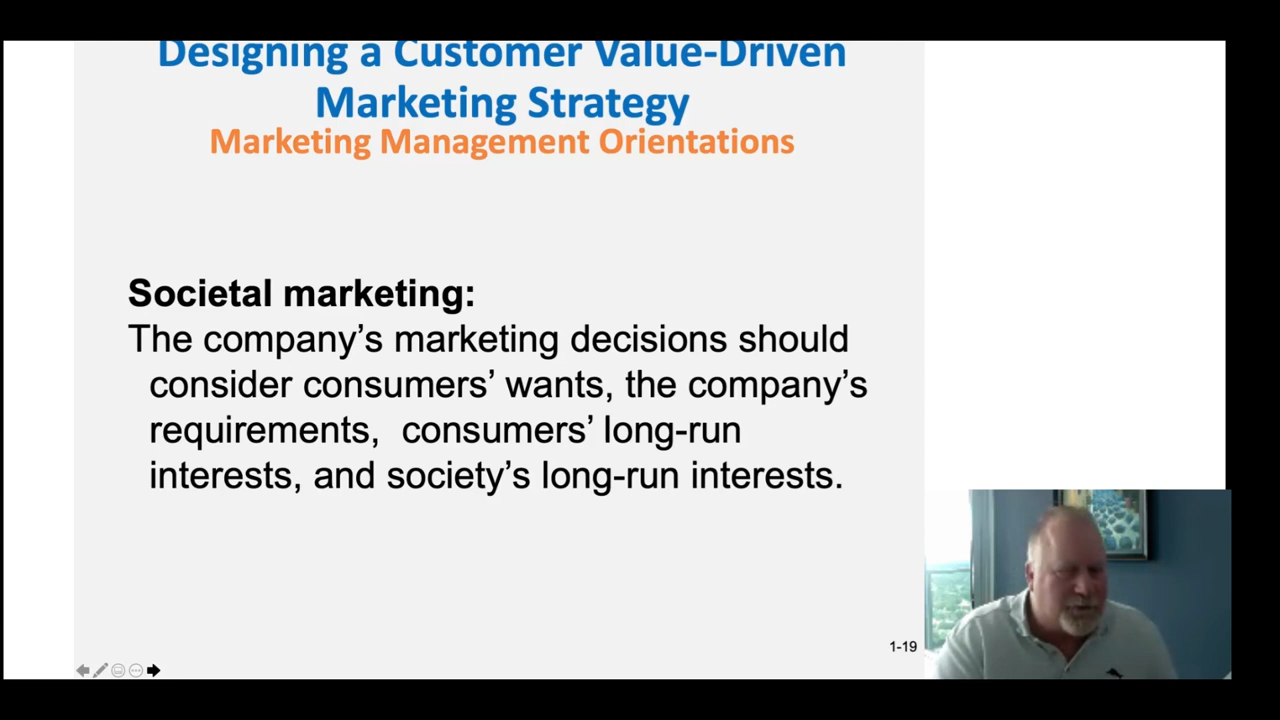 Designing a Customer Value-Driven
Marketing Strategy
Marketing Management Orientations
Societal marketing:
The company’s marketing decisions should
consider consumers’ wants, the company’s
requirements, consumers’ long-run
interests, and society’s long-run interests.
1-19